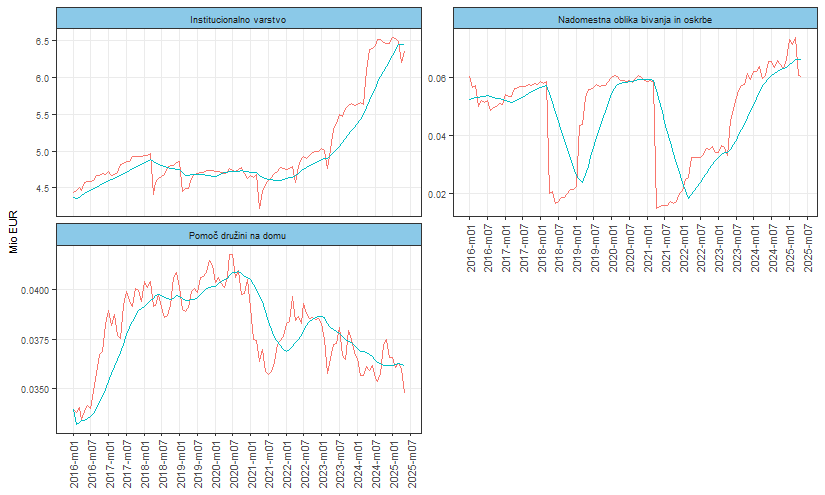 Institucionalno varstvo
Nadomestna oblika bivanja in oskrbe
6.5
6.0
5.5
5.0
4.5
0.06
0.04
0.02
2016-m01
2016-m07
2017-m01
2017-m07
2018-m01
2018-m07
2019-m01
2019-m07
2020-m01
2020-m07
2021-m01
2021-m07
2022-m01
2022-m07
2023-m01
2023-m07
2024-m01
2024-m07
2025-m01
2025-m07
Mio EUR
Pomoč družini na domu
0.0400
0.0375
0.0350
2016-m01
2016-m07
2017-m01
2017-m07
2018-m01
2018-m07
2019-m01
2019-m07
2020-m01
2020-m07
2021-m01
2021-m07
2022-m01
2022-m07
2023-m01
2023-m07
2024-m01
2024-m07
2025-m01
2025-m07